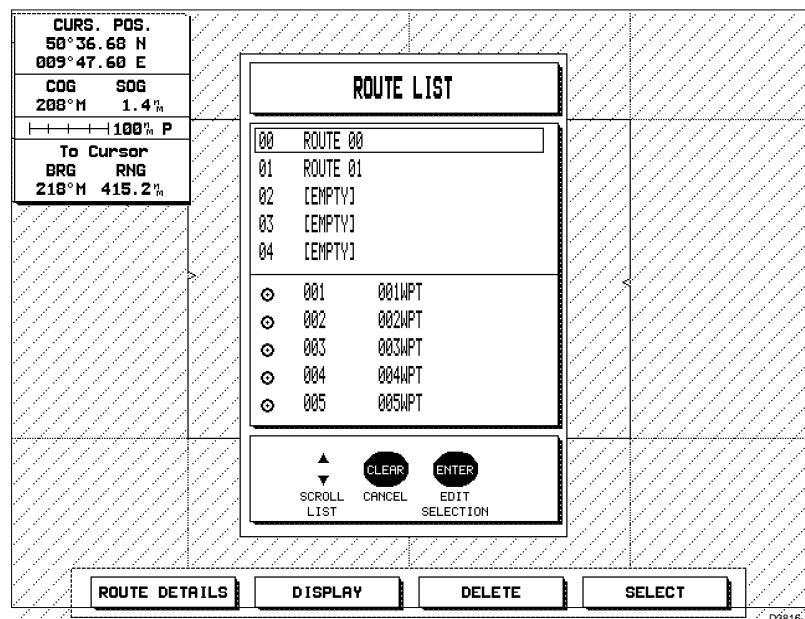 CURS. POS.
50°36.68 N
009°47.60 E
COG SOG
208°M 1.4nm
100nm P
To Cursor
BRG RNG
218°M 415.2nm
ROUTE LIST
00 ROUTE 00
01 ROUTE 01
02 [EMPTY]
03 [EMPTY]
04 [EMPTY]
001 001WPT
002 002WPT
003 003WPT
004 004WPT
005 005WPT
CLEAR ENTER
SCROLL CANCEL EDIT
LIST SELECTION
ROUTE DETAILS DISPLAY DELETE SELECT
D3816-